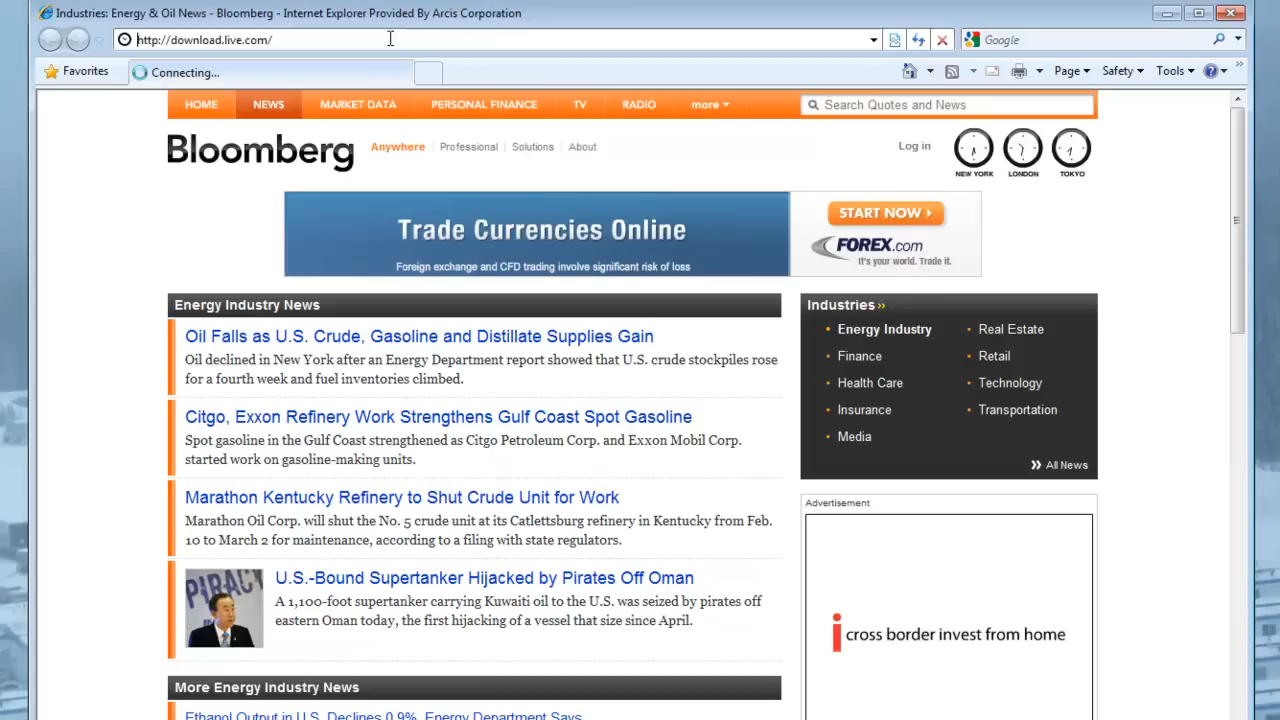 Industries: Energy & Oil News - Bloomberg - Internet Explorer Provided By Arcis Corporation
http://download.live.com/
Google
Favorites
Connecting...
Page
Safety
Tools
HOME NEWS MARKET DATA PERSONAL FINANCE TV RADIO more
Search Quotes and News
Bloomberg
Anywhere Professional Solutions About
Log in
NEW YORK LONDON TOKYO
Trade Currencies Online
Foreign exchange and CFD trading involve significant risk of loss
START NOW
FOREX.com
It's your world. Trade it.
Energy Industry News
Oil Falls as U.S. Crude, Gasoline and Distillate Supplies Gain
Oil declined in New York after an Energy Department report showed that U.S. crude stockpiles rose
for a fourth week and fuel inventories climbed.
Citgo, Exxon Refinery Work Strengthens Gulf Coast Spot Gasoline
Spot gasoline in the Gulf Coast strengthened as Citgo Petroleum Corp. and Exxon Mobil Corp.
started work on gasoline-making units.
Marathon Kentucky Refinery to Shut Crude Unit for Work
Marathon Oil Corp. will shut the No. 5 crude unit at its Catlettsburg refinery in Kentucky from Feb.
10 to March 2 for maintenance, according to a filing with state regulators.
PIRACY
U.S.-Bound Supertanker Hijacked by Pirates Off Oman
A 1,100-foot supertanker carrying Kuwaiti oil to the U.S. was seized by pirates off
eastern Oman today, the first hijacking of a vessel that size since April.
More Energy Industry News
Ethanol Output in U.S. Declines 0.9%, Energy Department Says
Industries »
Energy Industry
Real Estate
Finance
Retail
Health Care
Technology
Insurance
Transportation
Media
All News
Advertisement
i cross border invest from home